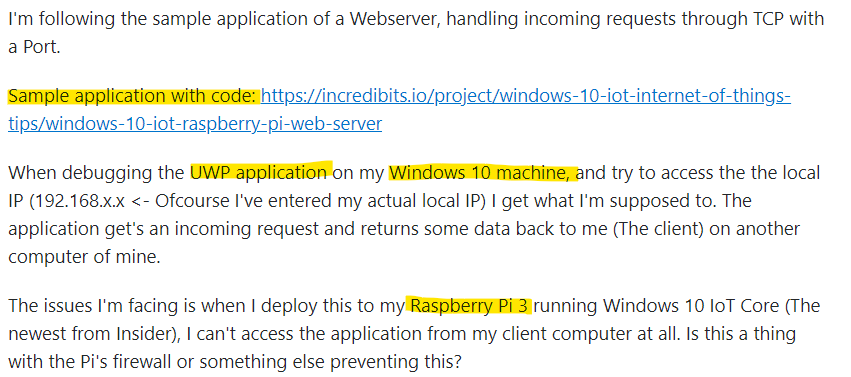 I'm following the sample application of a Webserver, handling incoming requests through TCP with
a Port.
Sample application with code: https://incredibits.io/project/windows-10-iot-internet-of-things-
tips/windows-10-iot-raspberry-pi-web-server
When debugging the UWP application on my Windows 10 machine, and try to access the the local
IP (192.168.x.x <- Ofcourse I've entered my actual local IP) I get what I'm supposed to. The
application get's an incoming request and returns some data back to me (The client) on another
computer of mine.
The issues I'm facing is when I deploy this to my Raspberry Pi 3 running Windows 10 IoT Core (The
newest from Insider), I can't access the application from my client computer at all. Is this a thing
with the Pi's firewall or something else preventing this?